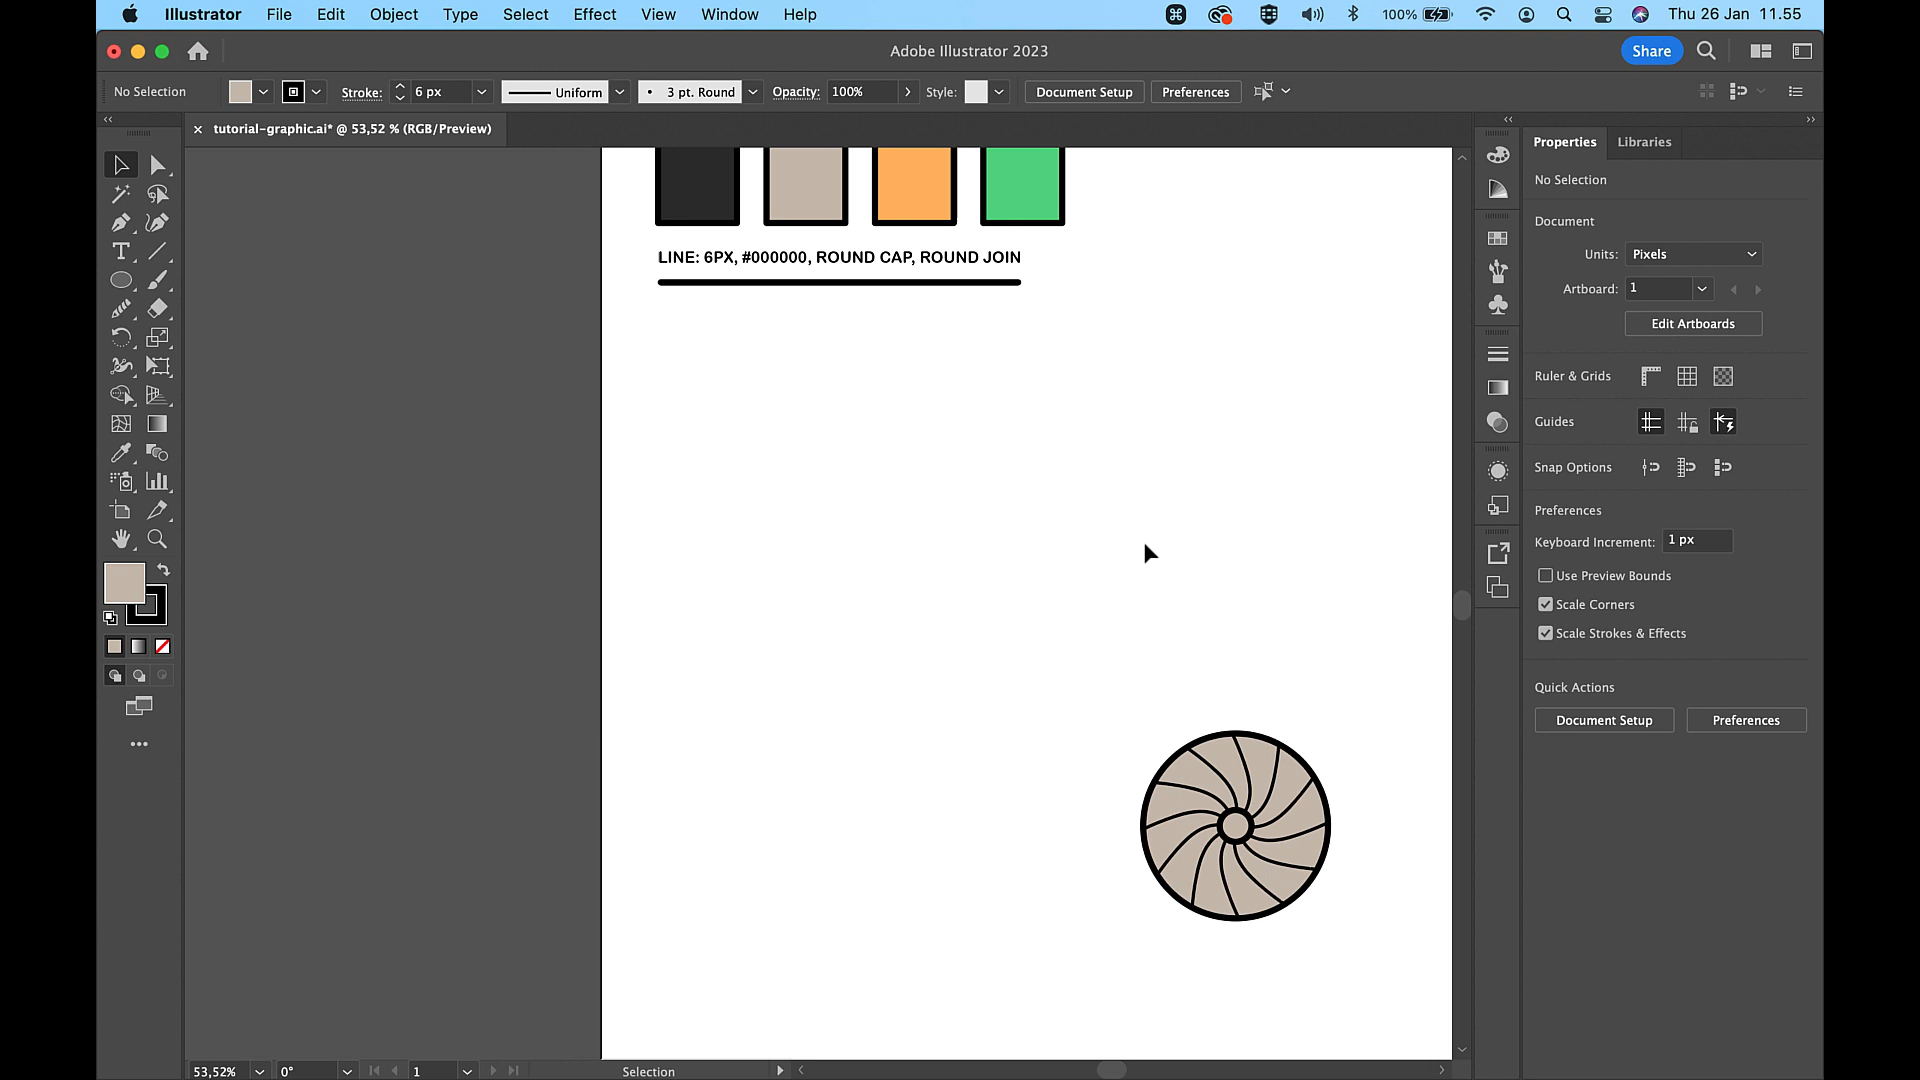 Illustrator File Edit Object Type Select Effect View Window Help 100% Thu 26 Jan 11.55
Adobe Illustrator 2023 Share
No Selection Stroke: 6 px Uniform 3 pt. Round Opacity: 100% Style: Document Setup Preferences
tutorial-graphic.ai* @ 53,52 % (RGB/Preview)
LINE: 6PX, #000000, ROUND CAP, ROUND JOIN
Properties Libraries
No Selection
Document
Units: Pixels
Artboard: 1
Edit Artboards
Ruler & Grids
Guides
Snap Options
Preferences
Keyboard Increment: 1 px
Use Preview Bounds
Scale Corners
Scale Strokes & Effects
Quick Actions
Document Setup Preferences
53,52% 0° 1 Selection